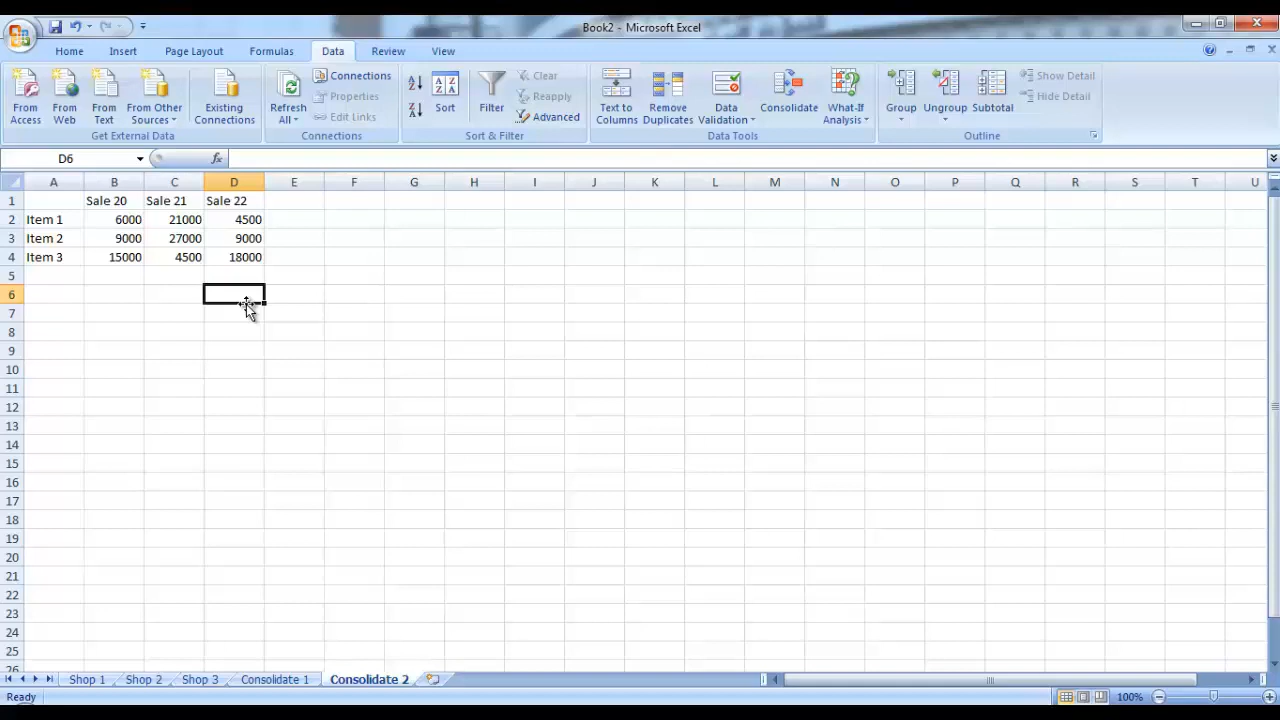 Book2 - Microsoft Excel
Home Insert Page Layout Formulas Data Review View
From Access From Web From Text From Other Sources Existing Connections
Get External Data
Refresh All Connections Properties Edit Links
Connections
Sort Filter Clear Reapply Advanced
Sort & Filter
Text to Columns Remove Duplicates Data Validation Consolidate What-If Analysis
Data Tools
Group Ungroup Subtotal Show Detail Hide Detail
Outline
D6 fx
A B C D E F G H I J K L M N O P Q R S T U
1 Sale 20 Sale 21 Sale 22
2 Item 1 6000 21000 4500
3 Item 2 9000 27000 9000
4 Item 3 15000 4500 18000
5
6
7
8
9
10
11
12
13
14
15
16
17
18
19
20
21
22
23
24
25
26
Shop 1 Shop 2 Shop 3 Consolidate 1 Consolidate 2
Ready 100%